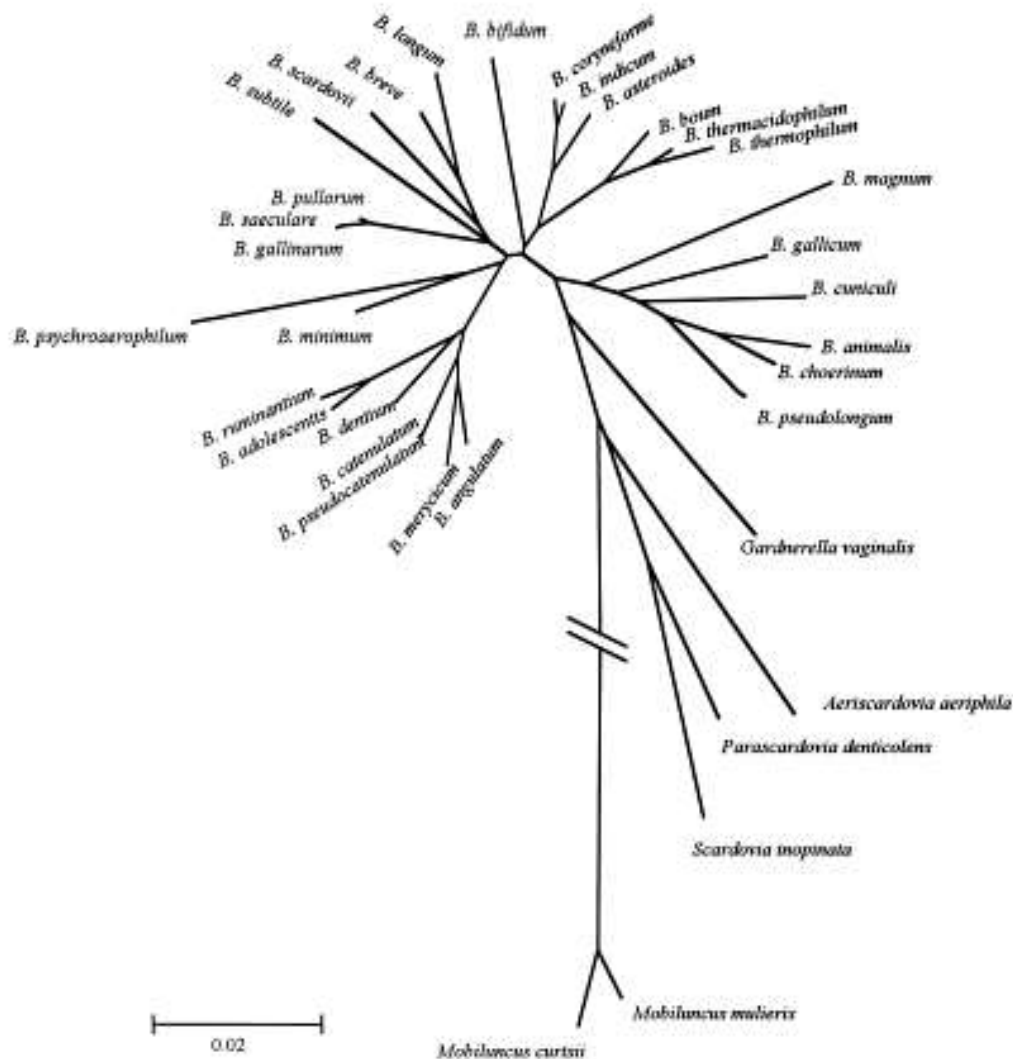 B. bifidum
B. longum
B. breve
B. scardovii
B. subtile
B. coryneforme
B. indicum
B. asteroides
B. boum
B. thermacidophilum
B. thermophilum
B. magnum
B. pullorum
B. saeculare
B. gallinarum
B. gallicum
B. cuniculi
B. psychroaerophilum
B. minimum
B. animalis
B. choerinum
B. pseudolongum
B. ruminantium
B. adolescentis
B. dentium
B. catenulatum
B. pseudocatenulatum
B. merycicum
B. angulatum
Gardnerella vaginalis
Aeriscardovia aeriphila
Parascardovia denticolens
Scardovia inopinata
Mobiluncus mulieris
0.02
Mobiluncus curtsii